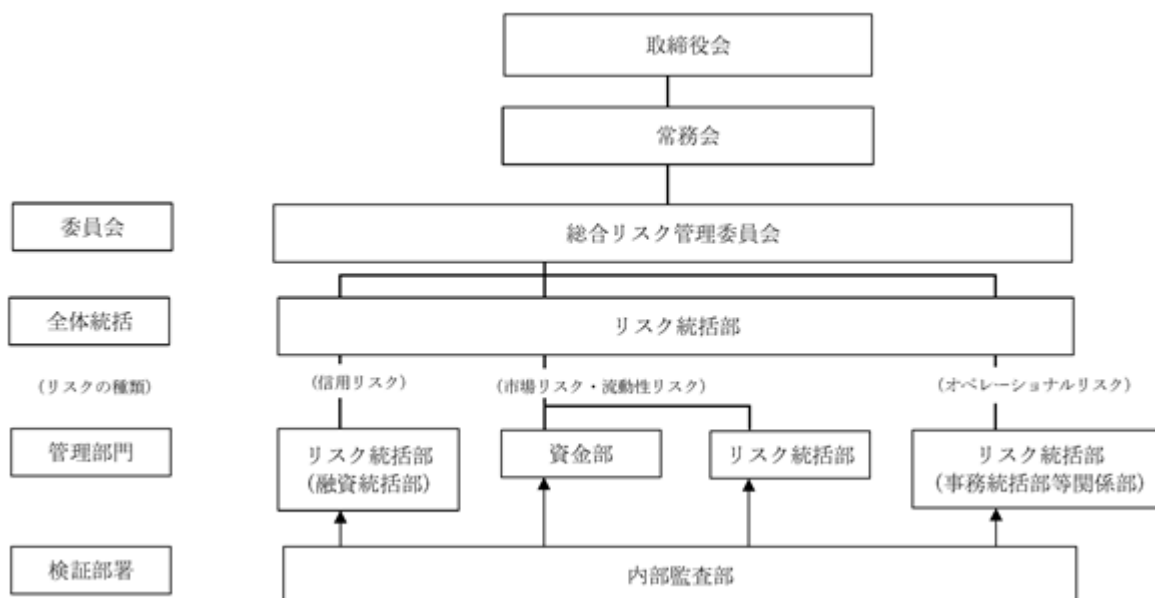 取締役会
常務会
委員会
総合リスク管理委員会
全体統括
リスク統括部
(リスクの種類)
(信用リスク)
(市場リスク・流動性リスク)
(オペレーショナルリスク)
管理部門
リスク統括部
(融資統括部)
資金部
リスク統括部
リスク統括部
(事務統括部等関係部)
検証部署
内部監査部